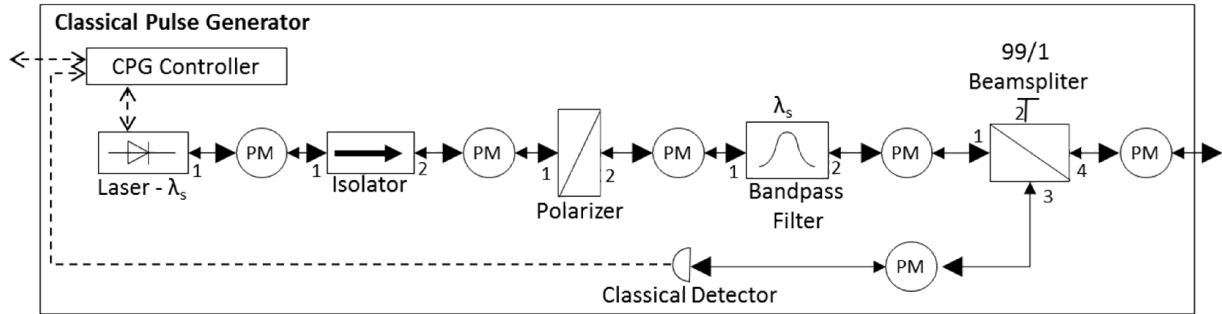 Classical Pulse Generator
CPG Controller
99/1
Beamspliter
λs
2
1
PM
PM
PM
PM
PM
1
1
2
1
2
1
2
4
3
Laser - λs
Isolator
Polarizer
Bandpass
Filter
PM
Classical Detector